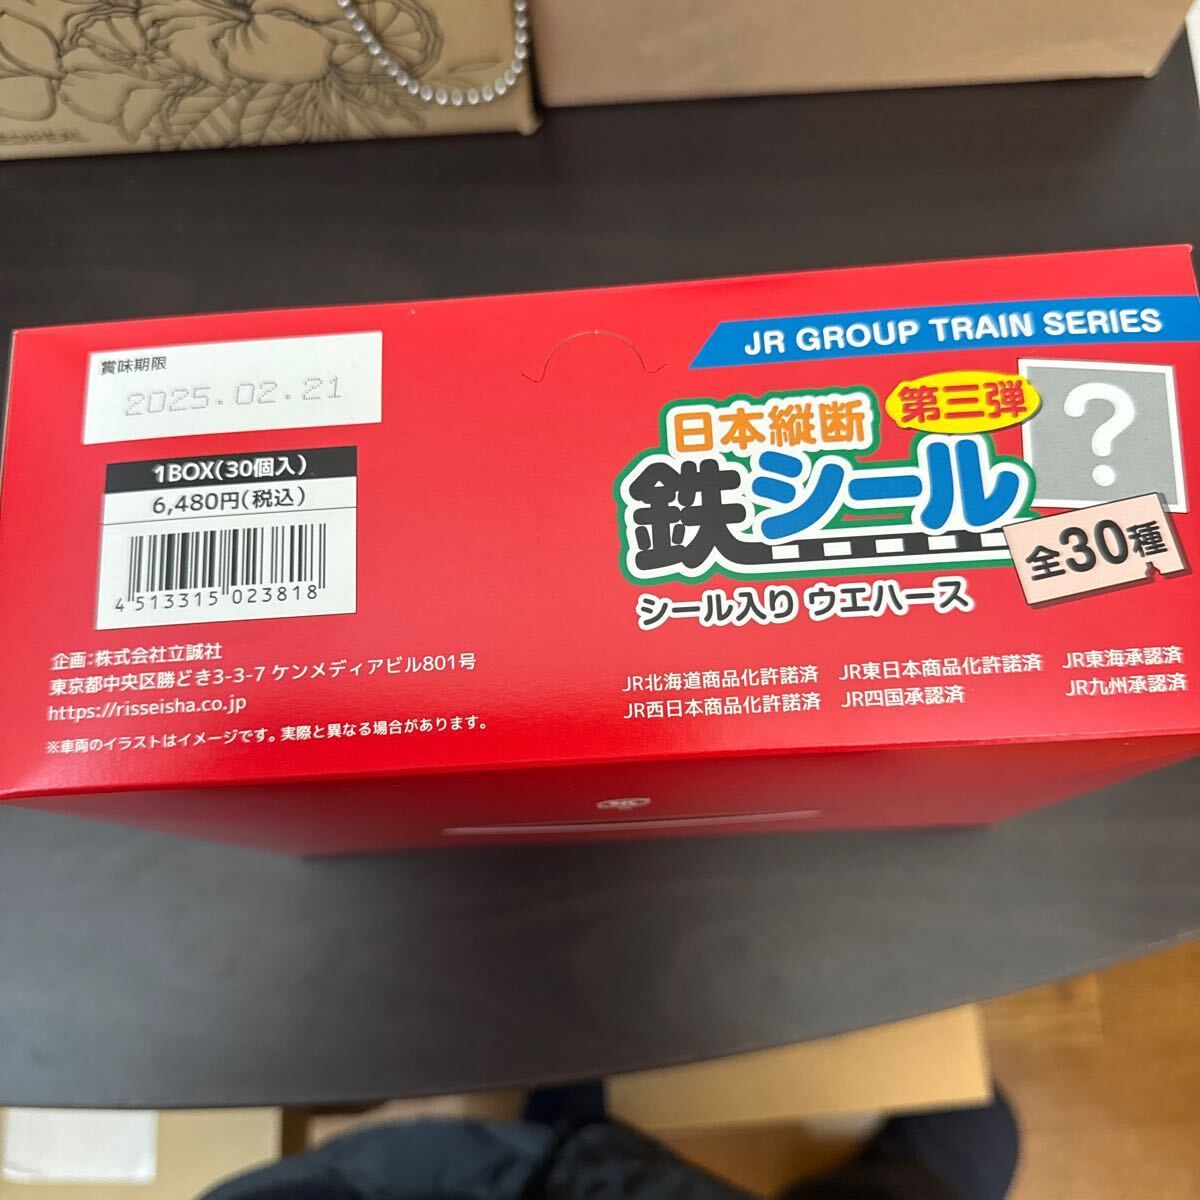 JR GROUP TRAIN SERIES
賞味期限
2025.02.21
日本縦断
第三弾
?
鉄シール
全30種
シール入り ウエハース
1BOX(30個入)
6,480円(税込)
4 513315 023818
企画:株式会社立誠社
東京都中央区勝どき3-3-7 ケンメディアビル801号
https://risseisha.co.jp
※車両のイラストはイメージです。実際と異なる場合があります。
JR北海道商品化許諾済 JR東日本商品化許諾済 JR東海承認済
JR西日本商品化許諾済 JR四国承認済 JR九州承認済